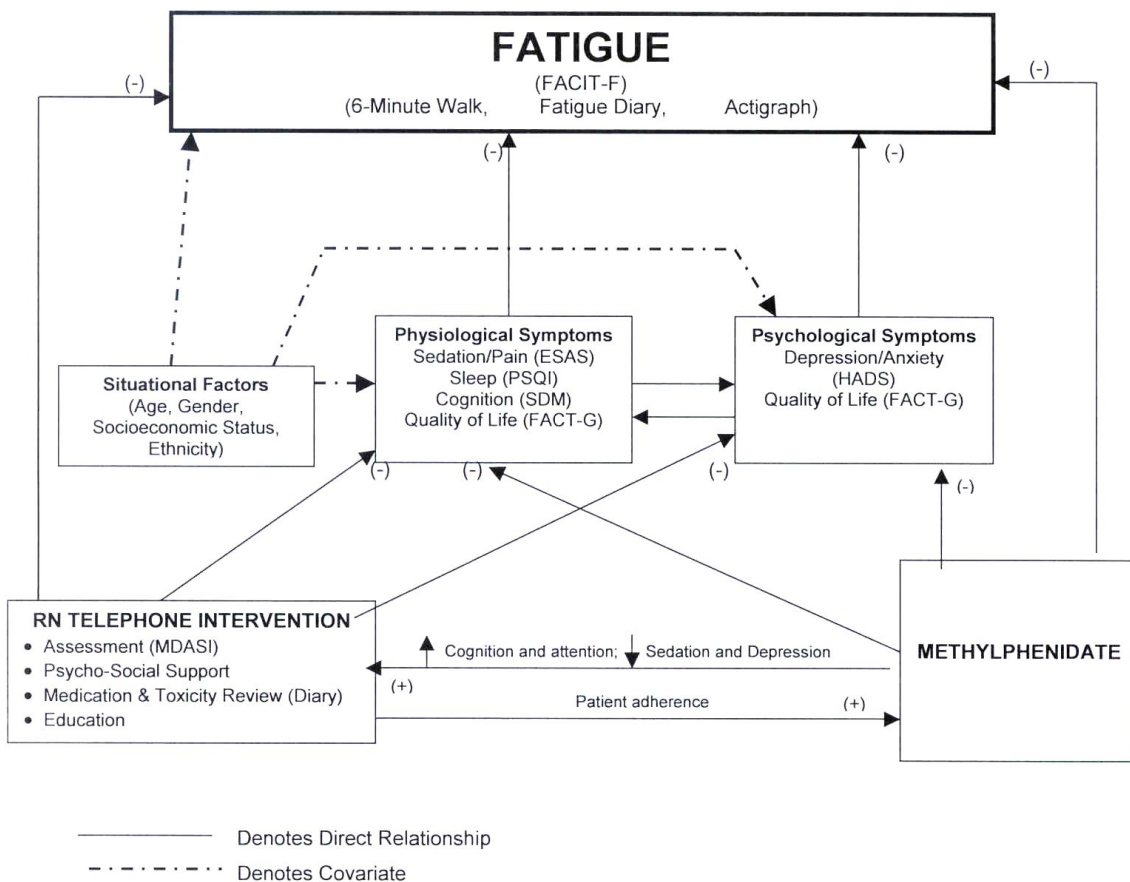 FATIGUE
(FACIT-F)
(6-Minute Walk, Fatigue Diary, Actigraph)
(-)
(-)
(-)
(-)
Physiological Symptoms
Sedation/Pain (ESAS)
Sleep (PSQI)
Cognition (SDM)
Quality of Life (FACT-G)
Psychological Symptoms
Depression/Anxiety
(HADS)
Quality of Life (FACT-G)
Situational Factors
(Age, Gender,
Socioeconomic Status,
Ethnicity)
(-)
(-)
(-)
(-)
RN TELEPHONE INTERVENTION
• Assessment (MDASI)
• Psycho-Social Support
• Medication & Toxicity Review (Diary)
• Education
Cognition and attention; Sedation and Depression
(+)
Patient adherence
(+)
METHYLPHENIDATE
Denotes Direct Relationship
Denotes Covariate